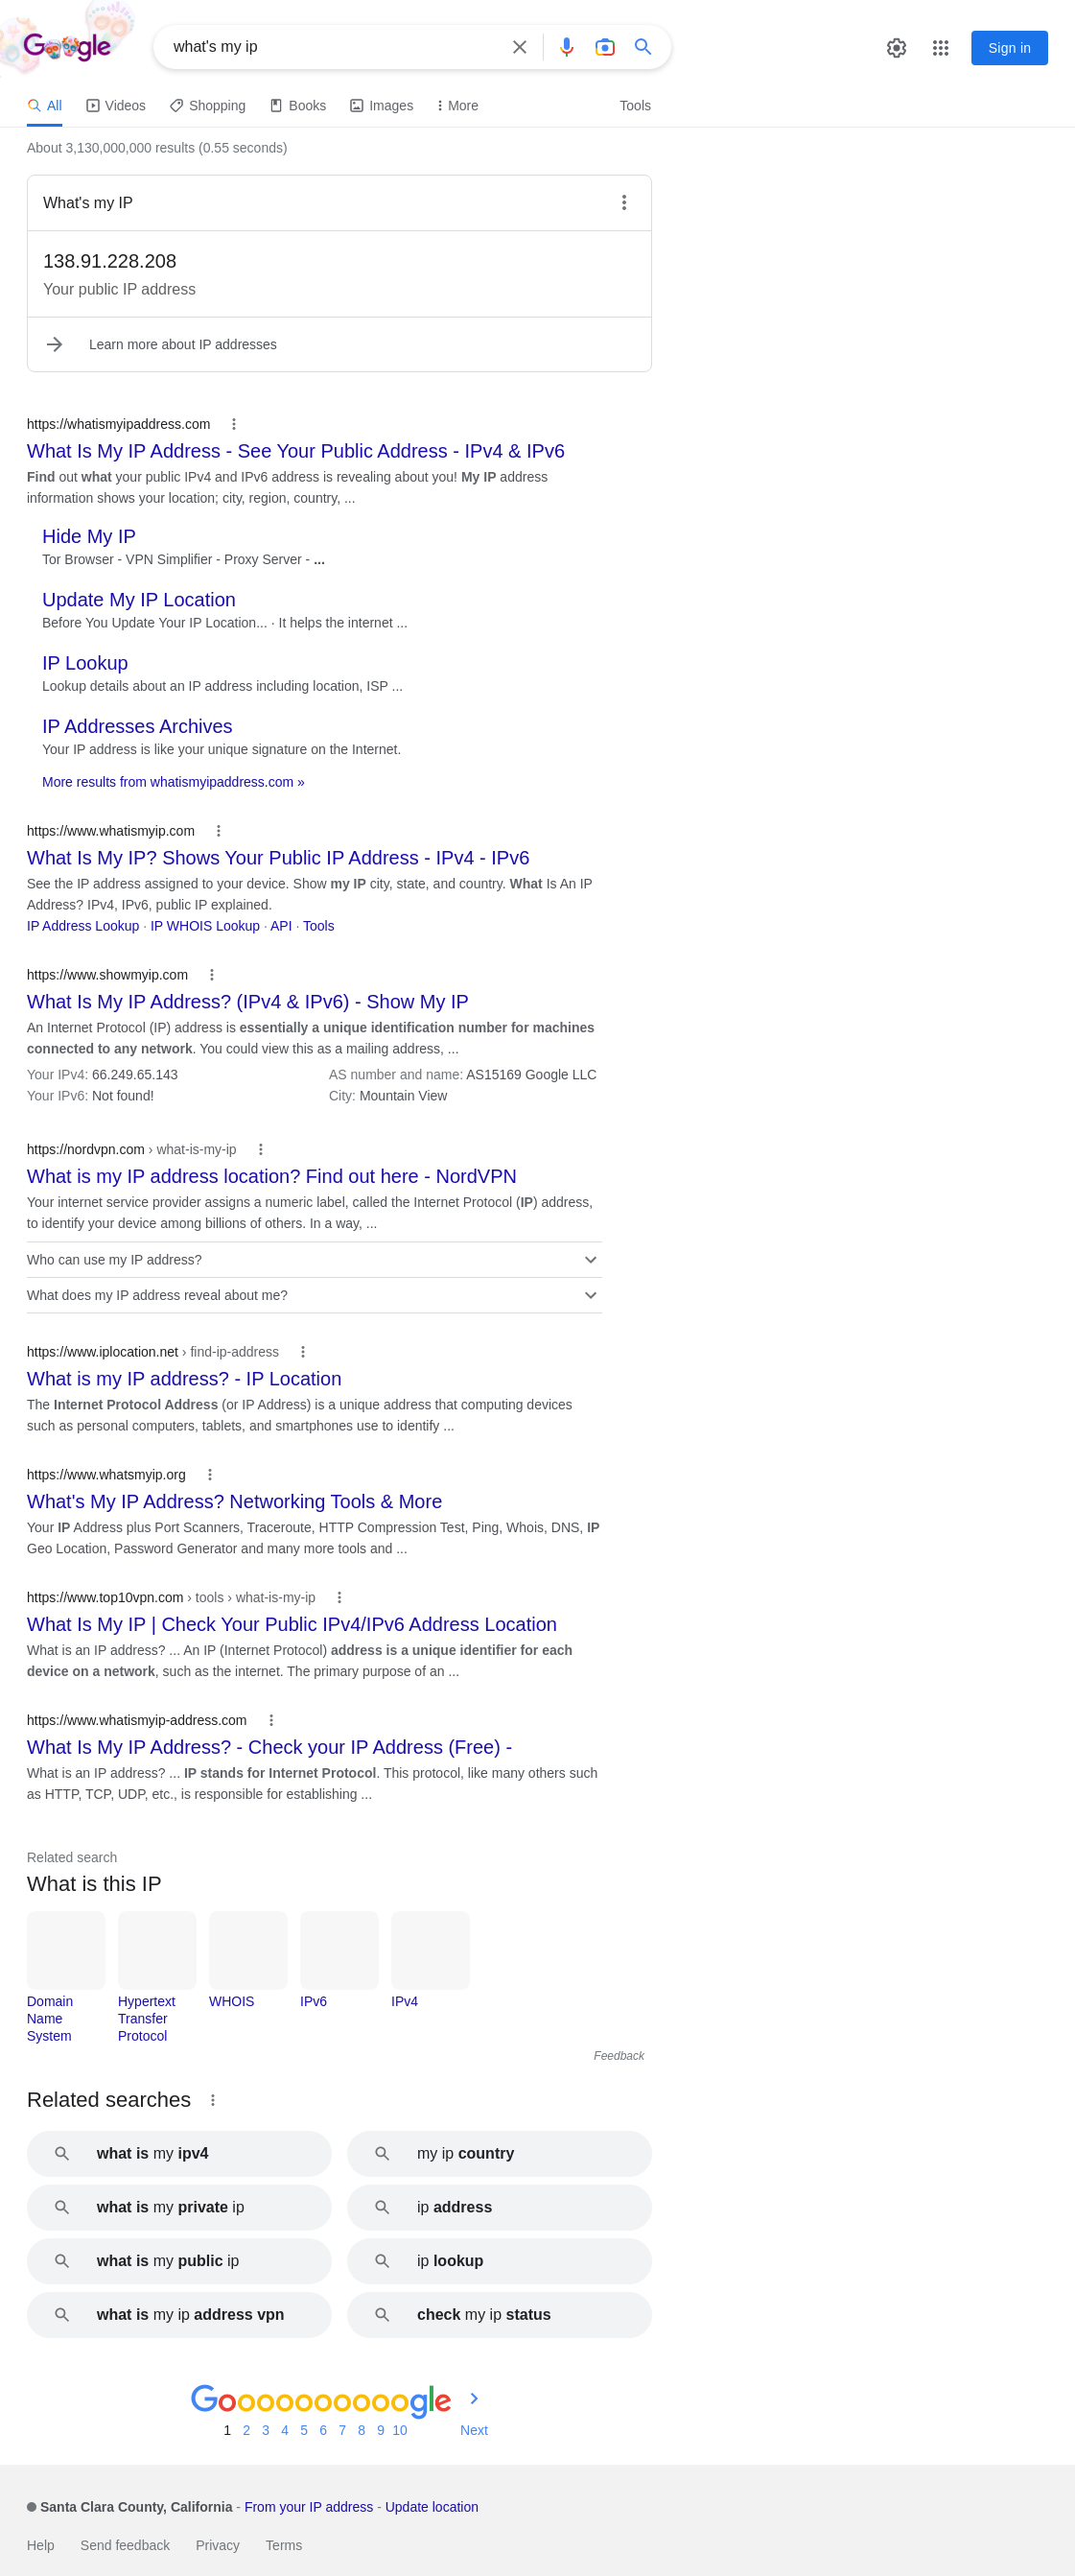 Google
what's my ip
Sign in
All Videos Shopping Books Images More Tools
About 3,130,000,000 results (0.55 seconds)
What's my IP
138.91.228.208
Your public IP address
Learn more about IP addresses
https://whatismyipaddress.com
What Is My IP Address - See Your Public Address - IPv4 & IPv6
Find out what your public IPv4 and IPv6 address is revealing about you! My IP address
information shows your location; city, region, country, ...
Hide My IP
Tor Browser - VPN Simplifier - Proxy Server - ...
Update My IP Location
Before You Update Your IP Location... · It helps the internet ...
IP Lookup
Lookup details about an IP address including location, ISP ...
IP Addresses Archives
Your IP address is like your unique signature on the Internet.
More results from whatismyipaddress.com »
https://www.whatismyip.com
What Is My IP? Shows Your Public IP Address - IPv4 - IPv6
See the IP address assigned to your device. Show my IP city, state, and country. What Is An IP
Address? IPv4, IPv6, public IP explained.
IP Address Lookup · IP WHOIS Lookup · API · Tools
https://www.showmyip.com
What Is My IP Address? (IPv4 & IPv6) - Show My IP
An Internet Protocol (IP) address is essentially a unique identification number for machines
connected to any network. You could view this as a mailing address, ...
Your IPv4: 66.249.65.143 AS number and name: AS15169 Google LLC
Your IPv6: Not found! City: Mountain View
https://nordvpn.com › what-is-my-ip
What is my IP address location? Find out here - NordVPN
Your internet service provider assigns a numeric label, called the Internet Protocol (IP) address,
to identify your device among billions of others. In a way, ...
Who can use my IP address?
What does my IP address reveal about me?
https://www.iplocation.net › find-ip-address
What is my IP address? - IP Location
The Internet Protocol Address (or IP Address) is a unique address that computing devices
such as personal computers, tablets, and smartphones use to identify ...
https://www.whatsmyip.org
What's My IP Address? Networking Tools & More
Your IP Address plus Port Scanners, Traceroute, HTTP Compression Test, Ping, Whois, DNS, IP
Geo Location, Password Generator and many more tools and ...
https://www.top10vpn.com › tools › what-is-my-ip
What Is My IP | Check Your Public IPv4/IPv6 Address Location
What is an IP address? ... An IP (Internet Protocol) address is a unique identifier for each
device on a network, such as the internet. The primary purpose of an ...
https://www.whatismyip-address.com
What Is My IP Address? - Check your IP Address (Free) -
What is an IP address? ... IP stands for Internet Protocol. This protocol, like many others such
as HTTP, TCP, UDP, etc., is responsible for establishing ...
Related search
What is this IP
Domain Name System
Hypertext Transfer Protocol
WHOIS
IPv6
IPv4
Feedback
Related searches
what is my ipv4
my ip country
what is my private ip
ip address
what is my public ip
ip lookup
what is my ip address vpn
check my ip status
Goooooooooogle
1 2 3 4 5 6 7 8 9 10 Next
Santa Clara County, California - From your IP address - Update location
Help Send feedback Privacy Terms